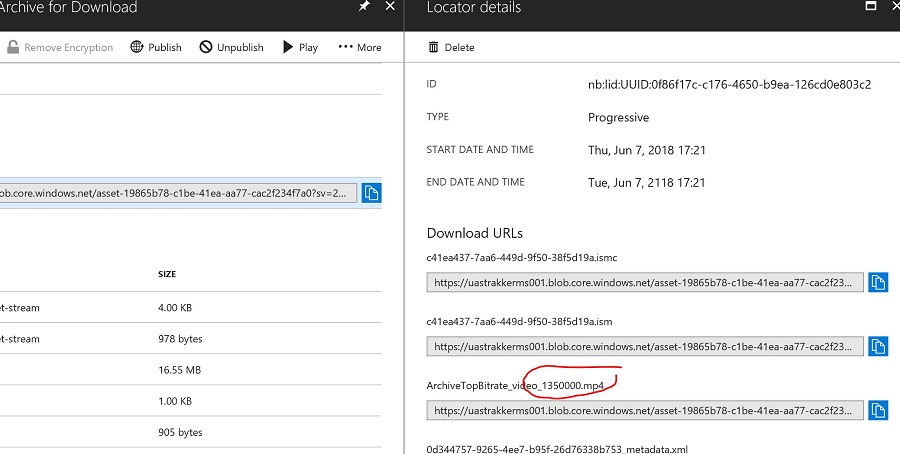 Archive for Download
Remove Encryption Publish Unpublish Play ••• More
ob.core.windows.net/asset-19865b78-c1be-41ea-aa77-cac2f234f7a0?sv=2...
SIZE
et-stream 4.00 KB
et-stream 978 bytes
16.55 MB
1.00 KB
905 bytes
Locator details
Delete
ID nb:lid:UUID:0f86f17c-c176-4650-b9ea-126cd0e803c2
TYPE Progressive
START DATE AND TIME Thu, Jun 7, 2018 17:21
END DATE AND TIME Tue, Jun 7, 2118 17:21
Download URLs
c41ea437-7aa6-449d-9f50-38f5d19a.ismc
https://uastrakkerms001.blob.core.windows.net/asset-19865b78-c1be-41ea-aa77-cac2f23...
c41ea437-7aa6-449d-9f50-38f5d19a.ism
https://uastrakkerms001.blob.core.windows.net/asset-19865b78-c1be-41ea-aa77-cac2f23...
ArchiveTopBitrate_video_1350000.mp4
https://uastrakkerms001.blob.core.windows.net/asset-19865b78-c1be-41ea-aa77-cac2f23...
0d344757-9265-4ee7-b95f-26d76338b753_metadata.xml